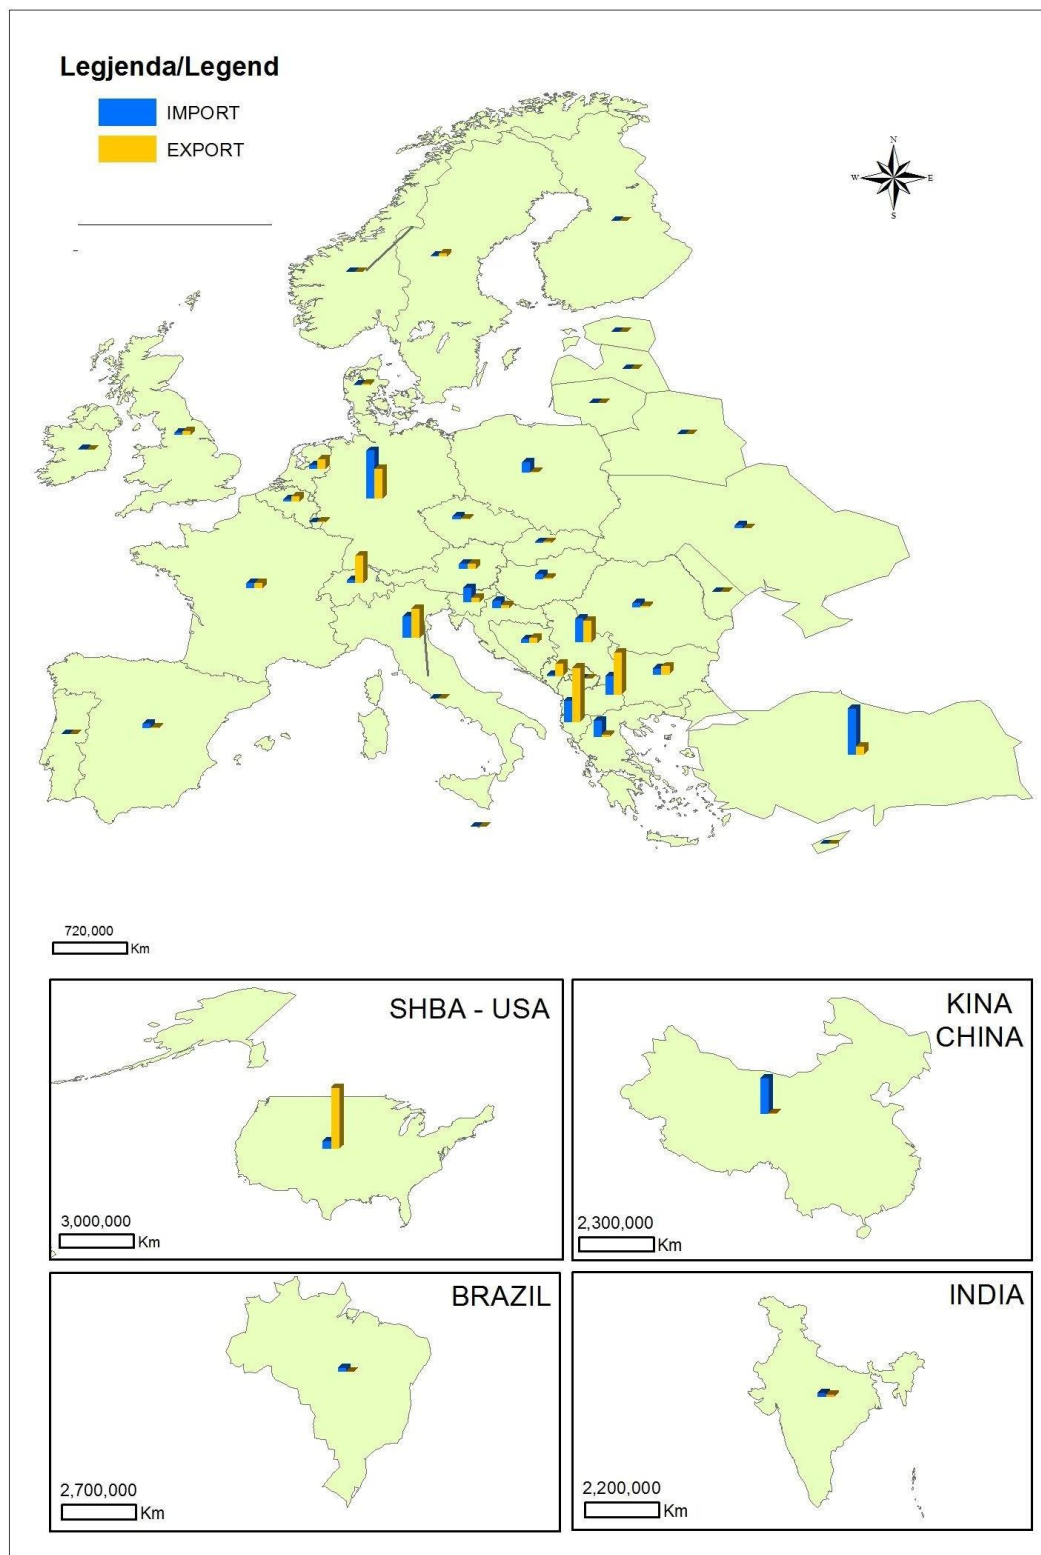 Legjenda/Legend
IMPORT
EXPORT
N
W
E
S
720,000
Km
SHBA - USA
3,000,000
Km
KINA
CHINA
2,300,000
Km
BRAZIL
2,700,000
Km
INDIA
2,200,000
Km